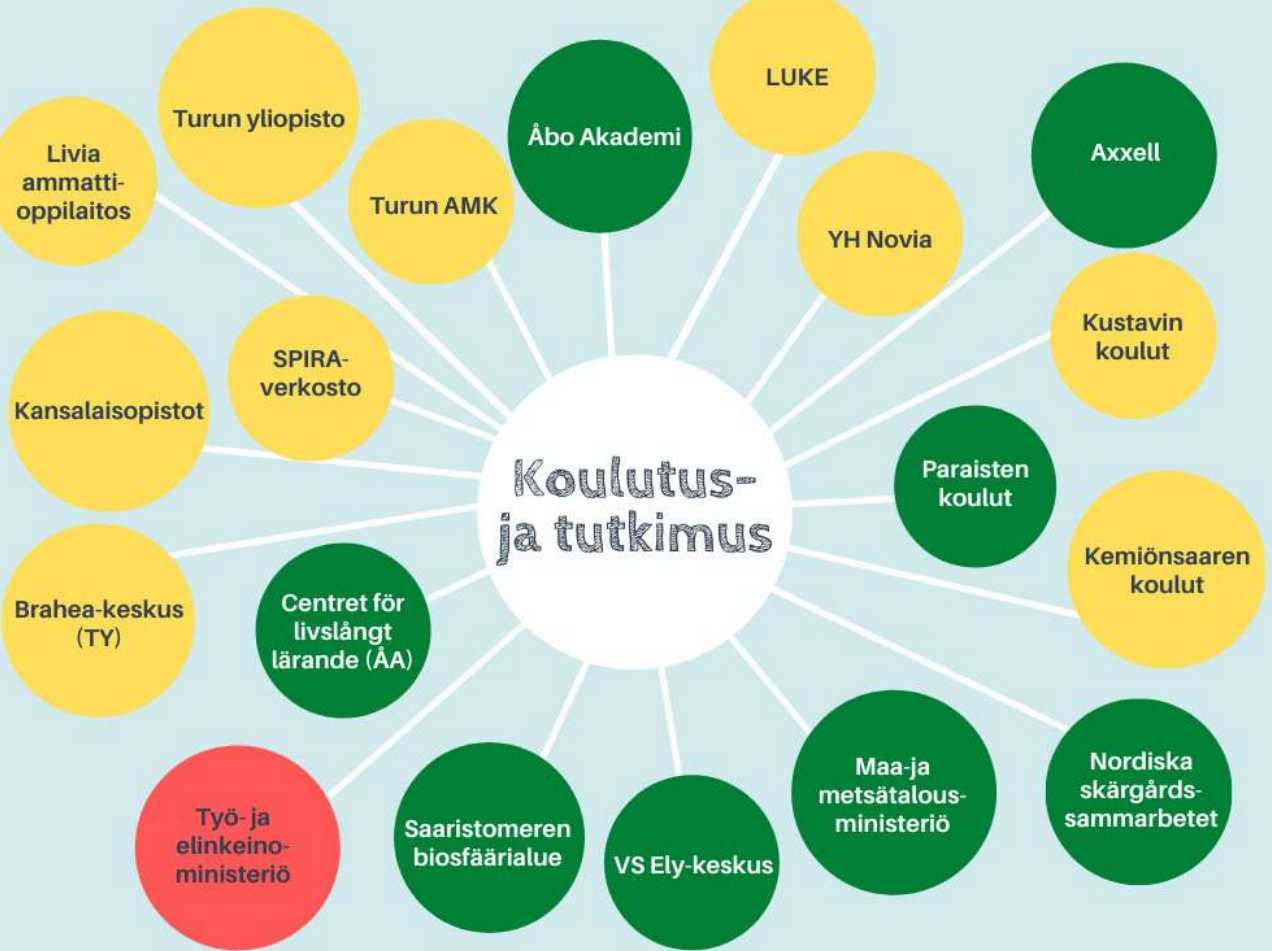 LUKE
Turun yliopisto
Åbo Akademi
Livia
ammatti-
oppilaitos
Axxell
Turun AMK
YH Novia
Kustavin
koulut
SPIRA-
verkosto
Kansalaisopistot
Koulutus-
ja tutkimus
Paraisten
koulut
Kemiönsaaren
koulut
Brahea-keskus
(TY)
Centret för
livslångt
lärande (ÅA)
Työ- ja
elinkeino-
ministeriö
Saaristomeren
biosfäärialue
VS Ely-keskus
Maa-ja
metsätalous-
ministeriö
Nordiska
skärgårds-
sammarbetet